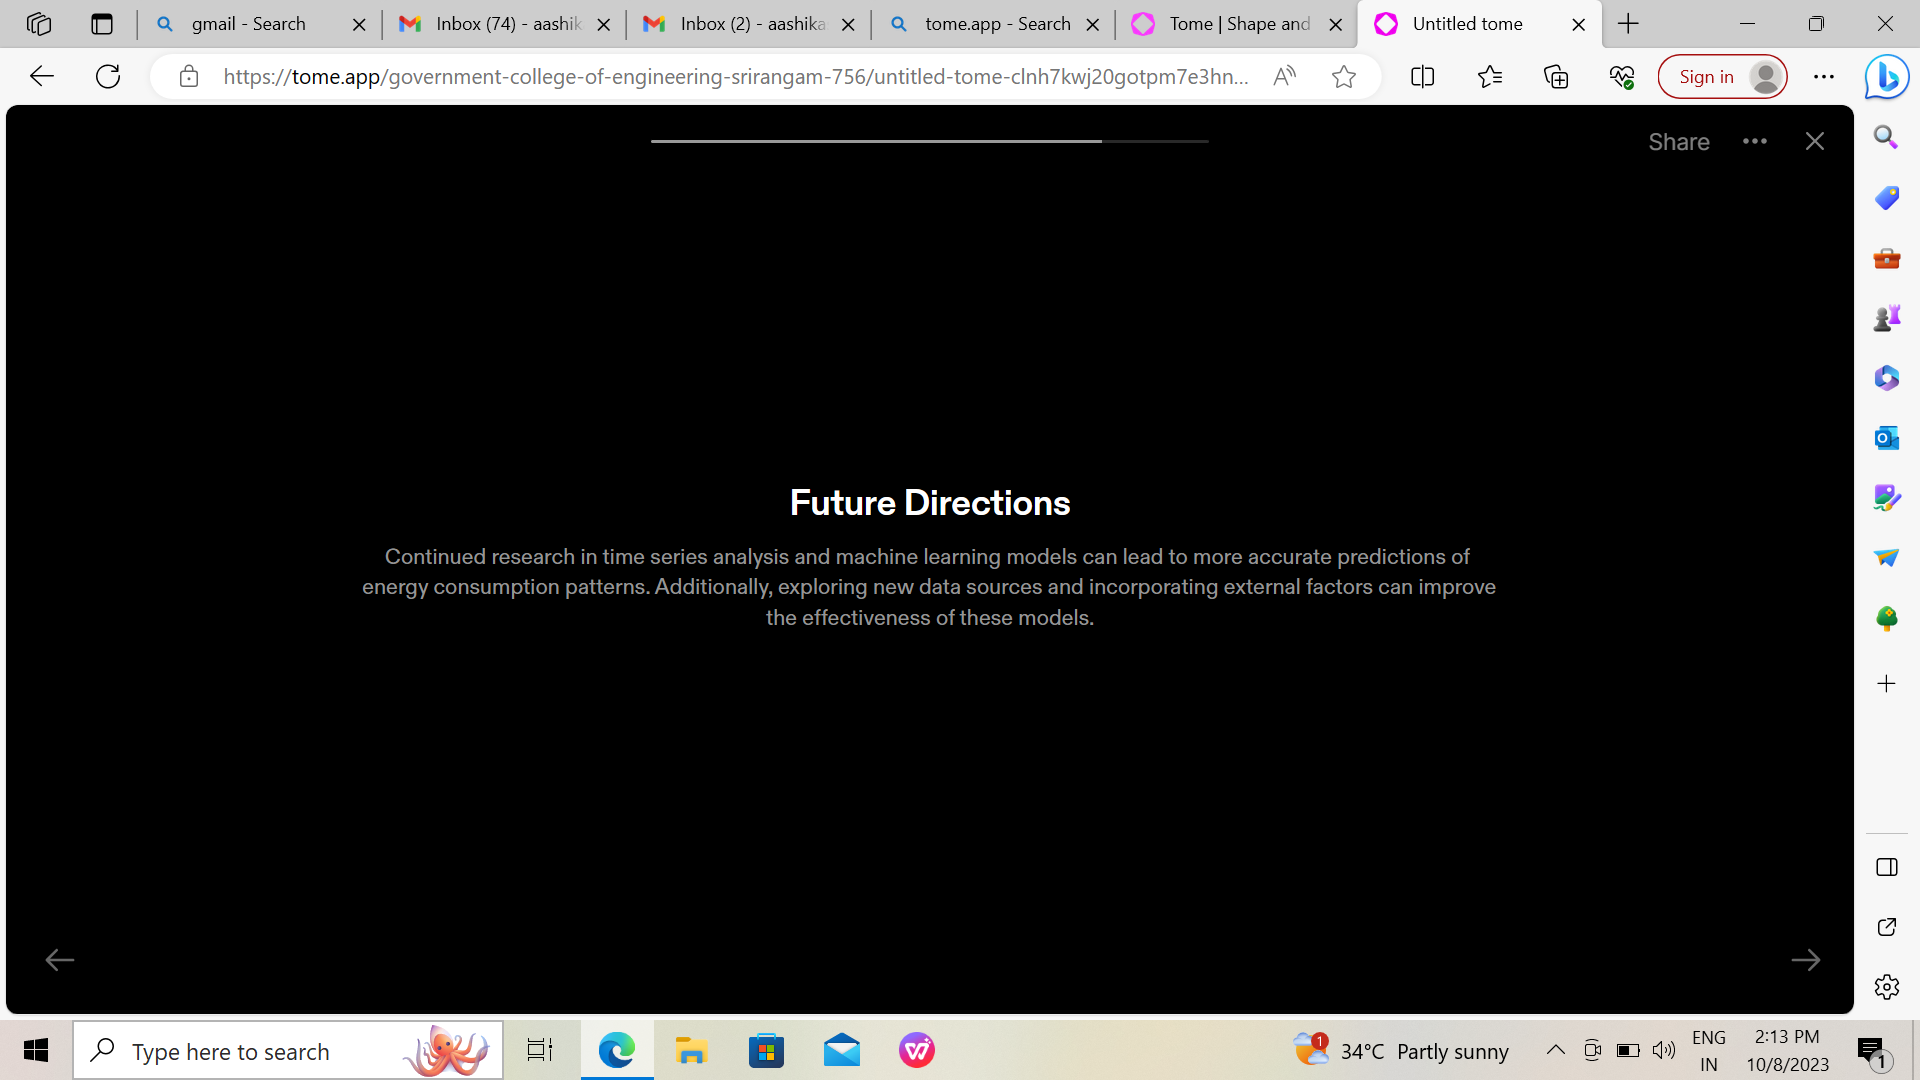 gmail - Search
Inbox (74) - aashik
Inbox (2) - aashika
tome.app - Search
Tome | Shape and
Untitled tome
https://tome.app/government-college-of-engineering-srirangam-756/untitled-tome-clnh7kwj20gotpm7e3hn...
Sign in
Share
Future Directions
Continued research in time series analysis and machine learning models can lead to more accurate predictions of
energy consumption patterns. Additionally, exploring new data sources and incorporating external factors can improve
the effectiveness of these models.
Type here to search
1
34°C Partly sunny
ENG
IN
2:13 PM
10/8/2023
1